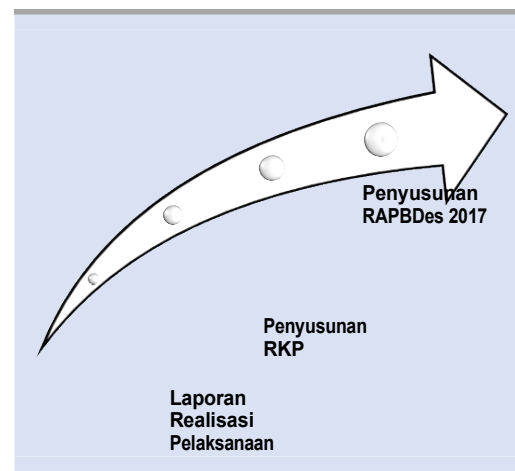 Penyusunan
RAPBDes 2017
Penyusunan
RKP
Laporan
Realisasi
Pelaksanaan